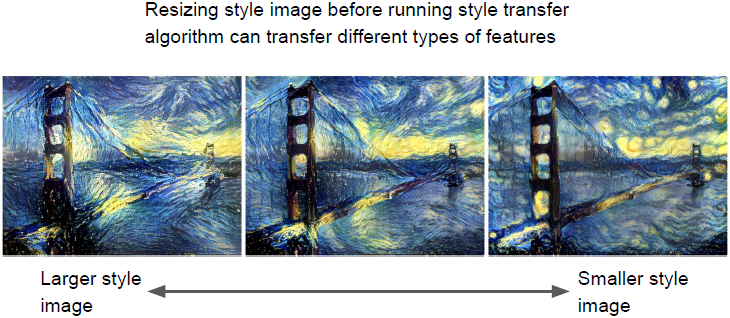 Resizing style image before running style transfer
algorithm can transfer different types of features
Larger style
image
Smaller style
image